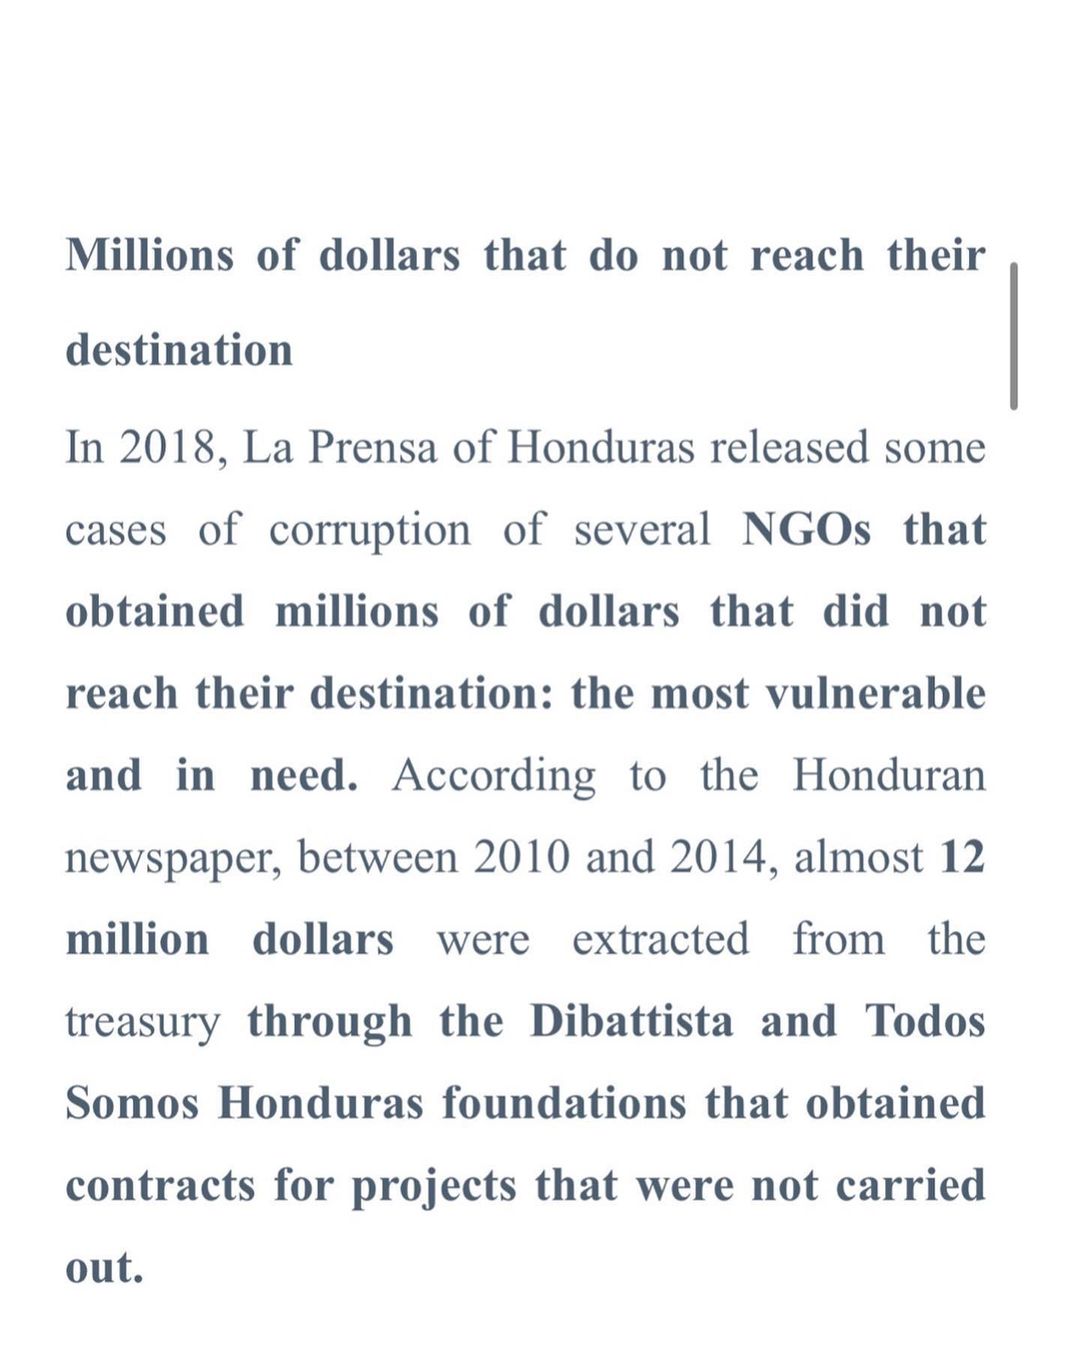 Millions of dollars that do not reach their
destination
In 2018, La Prensa of Honduras released some
cases of corruption of several NGOs that
obtained millions of dollars that did not
reach their destination: the most vulnerable
and in need. According to the Honduran
newspaper, between 2010 and 2014, almost 12
million dollars were extracted from the
treasury through the Dibattista and Todos
Somos Honduras foundations that obtained
contracts for projects that were not carried
out.